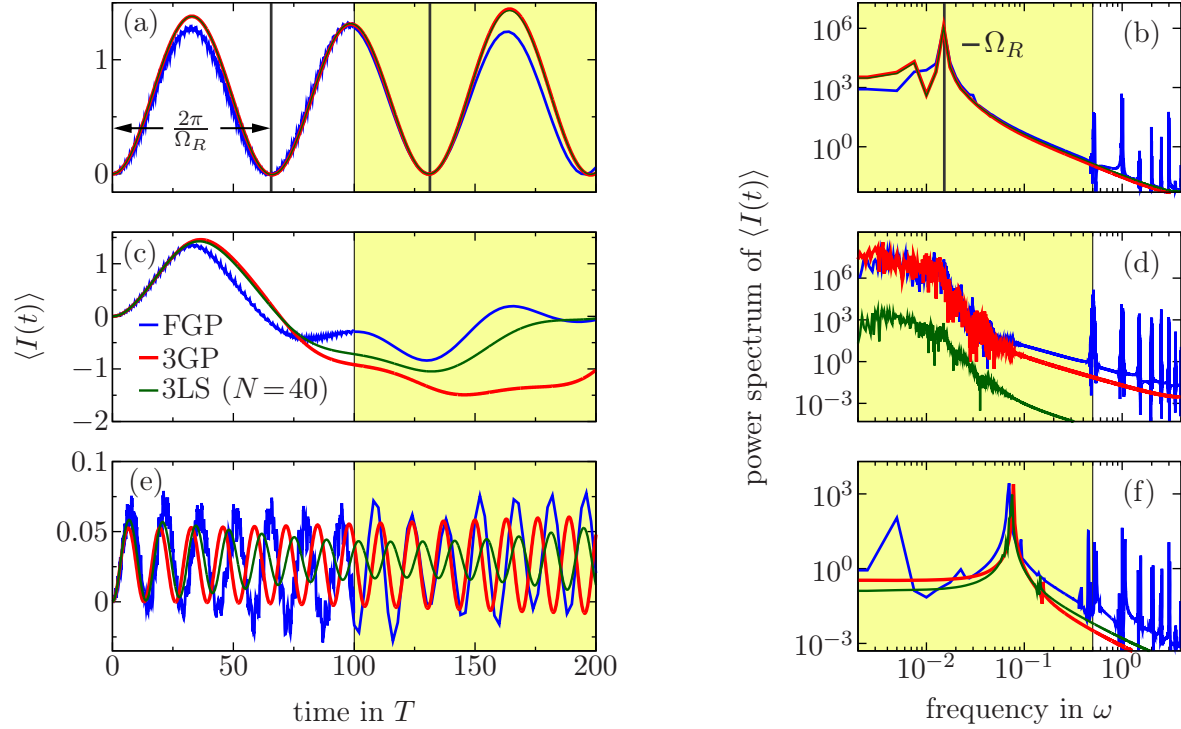 (a)
1
0
2π
Ω_R
(b)
−Ω_R
10^6
10^3
10^0
(c)
1
0
−1
−2
FGP
3GP
3LS (N = 40)
(d)
10^6
10^3
10^0
10^−3
⟨I(t)⟩
power spectrum of ⟨I(t)⟩
(e)
0.1
0.05
0
0 50 100 150 200
time in T
(f)
10^3
10^0
10^−3
10^−2 10^−1 10^0
frequency in ω